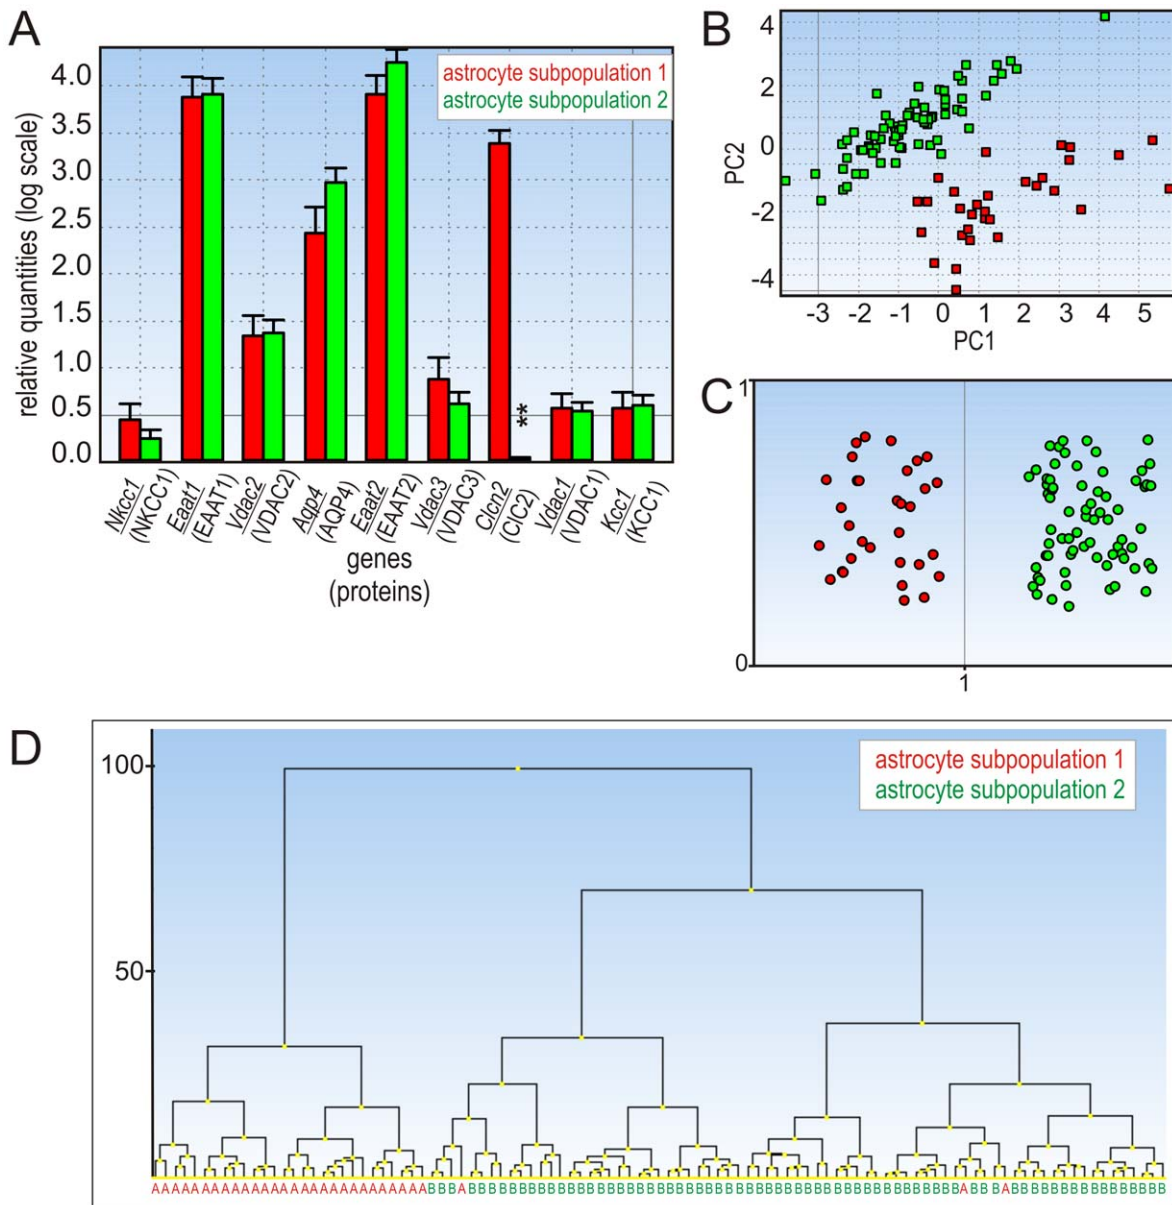 A
astrocyte subpopulation 1
astrocyte subpopulation 2
relative quantities (log scale)
4.0
3.5
3.0
2.5
2.0
1.5
1.0
0.5
0.0
**
Nkcc1
(NKCC1)
Eaat1
(EAAT1)
Vdac2
(VDAC2)
Aqp4
(AQP4)
Eaat2
(EAAT2)
Vdac3
(VDAC3)
Clcn2
(ClC2)
Vdac1
(VDAC1)
Kcc1
(KCC1)
genes
(proteins)
B
PC2
4
2
0
-2
-4
-3 -2 -1 0 1 2 3 4 5
PC1
C
1
0
1
D
astrocyte subpopulation 1
astrocyte subpopulation 2
100
50